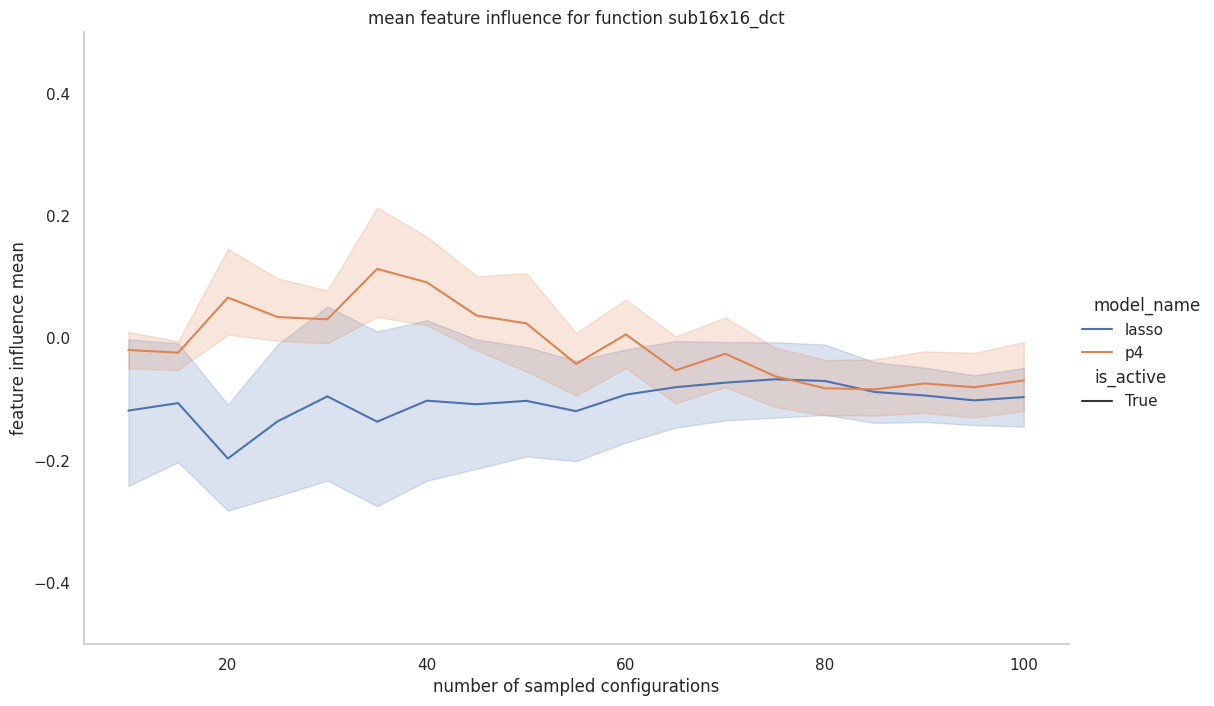 mean feature influence for function sub16x16_dct
feature influence mean
0.4
0.2
0.0
−0.2
−0.4
20
40
60
80
100
number of sampled configurations
model_name
lasso
p4
is_active
True